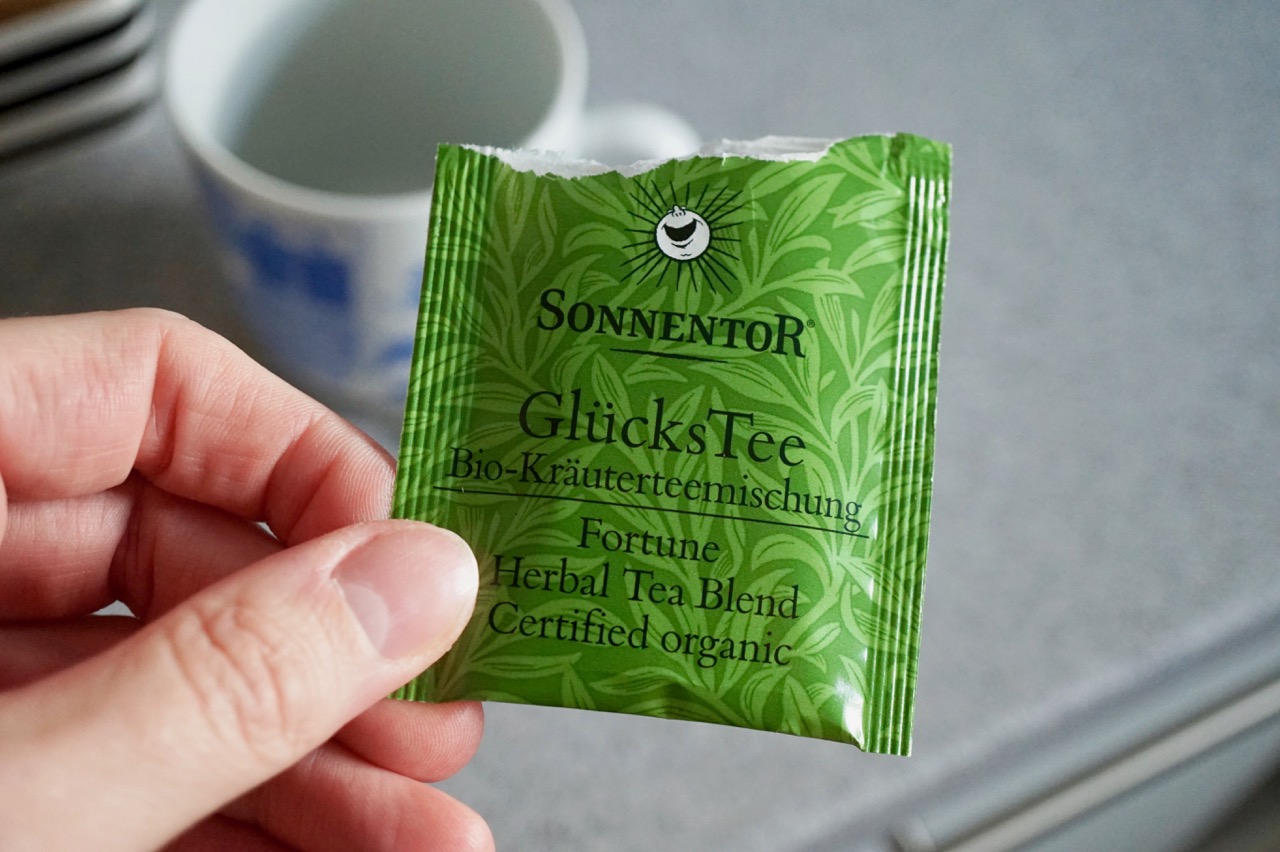 SONNENTOR®
GlücksTee
Bio-Kräuterteemischung
Fortune
Herbal Tea Blend
Certified organic